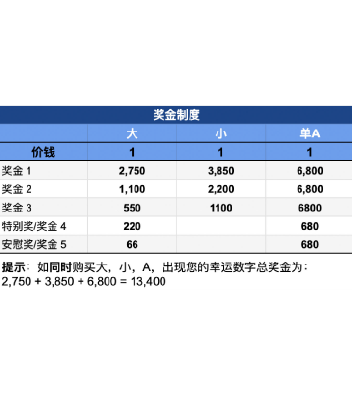 奖金制度
大 小 单A
价钱 1 1 1
奖金 1 2,750 3,850 6,800
奖金 2 1,100 2,200 6,800
奖金 3 550 1100 6800
特别奖/奖金 4 220 680
安慰奖/奖金 5 66 680
提示：如同时购买大，小，A，出现您的幸运数字总奖金为：
2,750 + 3,850 + 6,800 = 13,400